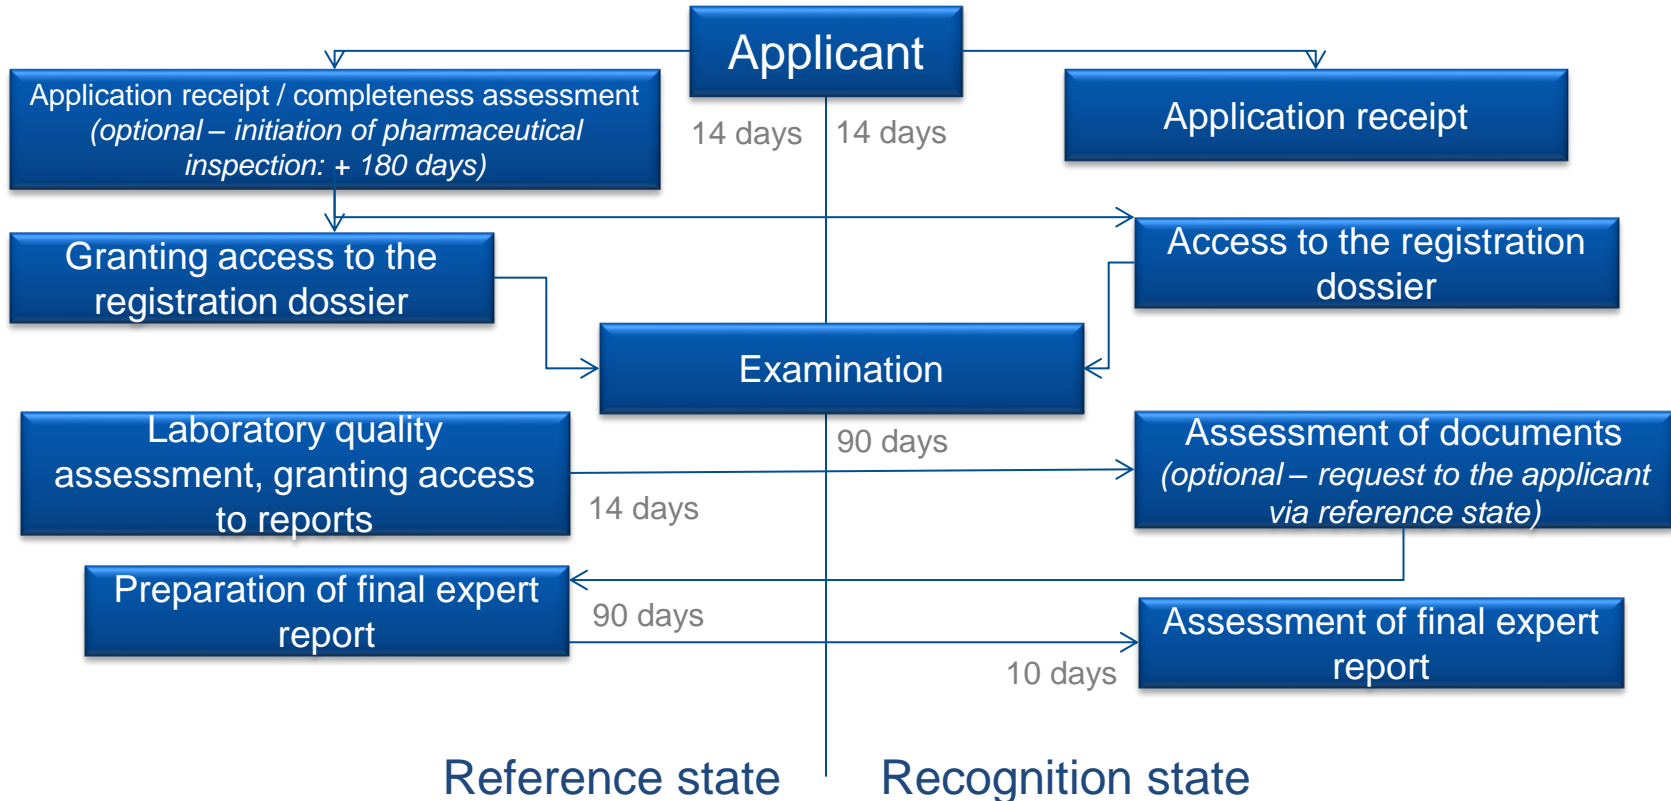 Applicant
Application receipt / completeness assessment
(optional – initiation of pharmaceutical
inspection: + 180 days)
14 days
14 days
Application receipt
Granting access to the
registration dossier
Access to the registration
dossier
Examination
Laboratory quality
assessment, granting access
to reports
14 days
90 days
Assessment of documents
(optional – request to the applicant
via reference state)
Preparation of final expert
report
90 days
10 days
Assessment of final expert
report
Reference state
Recognition state